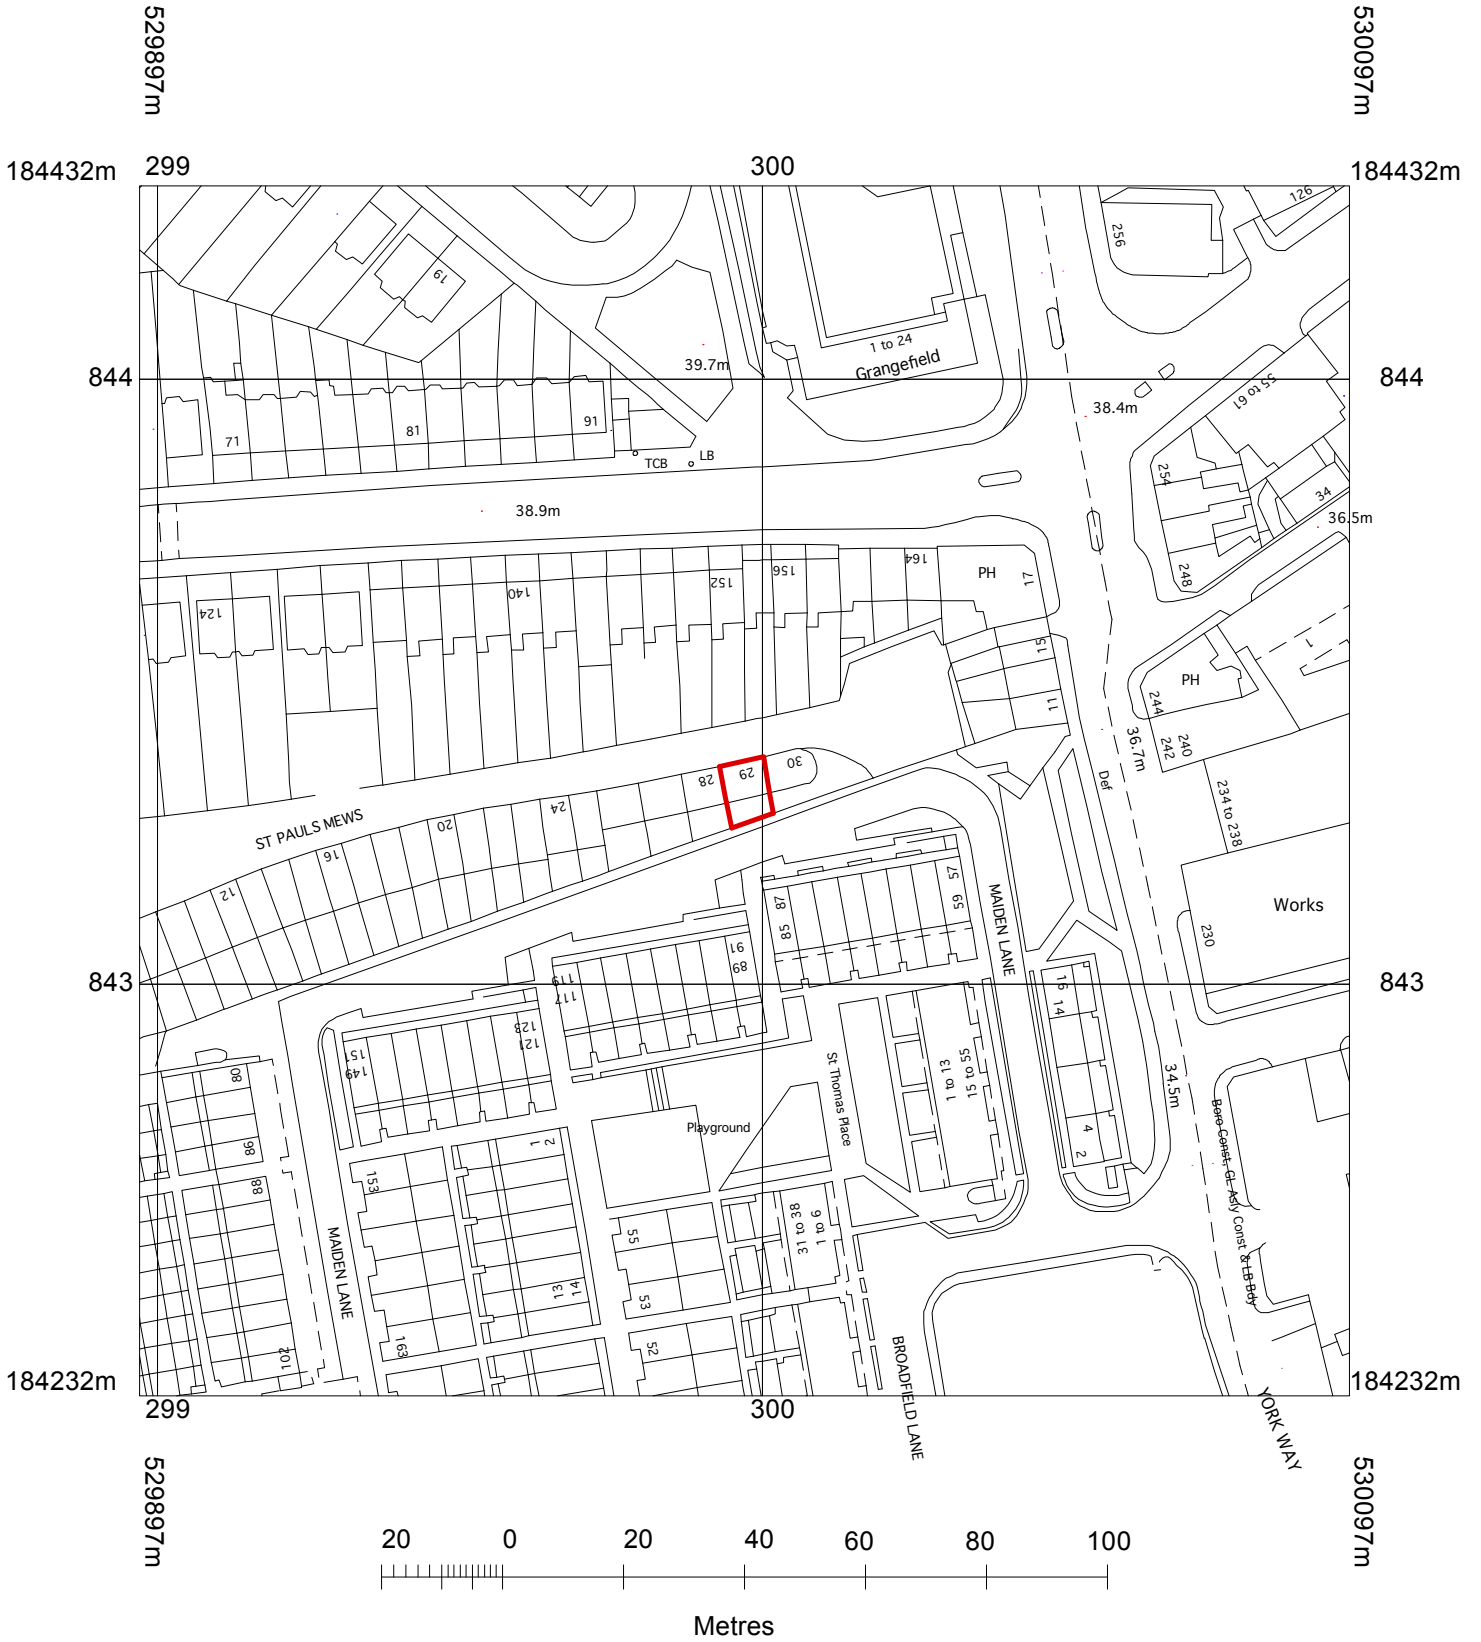 529897m
530097m
184432m
299
300
184432m
126
256
19
1 to 24
Grangefield
39.7m
844
844
55 to 61
38.4m
71
81
91
TCB
LB
254
34
36.5m
38.9m
248
124
140
152
156
164
PH
17
15
11
PH
1
244
242
240
36.7m
Def
234 to 238
ST PAULS MEWS
12
16
20
24
28
29
30
Works
230
57
59
MAIDEN LANE
87
85
91
89
843
843
119
117
123
121
151
149
16
14
80
86
88
102
St Thomas Place
1 to 13
15 to 55
34.5m
Playground
4
2
1
2
153
163
MAIDEN LANE
13
14
55
53
52
31 to 38
1 to 6
Boro Const, GL Asly Const & LB Bdy
BROADFIELD LANE
YORK WAY
184232m
299
300
184232m
529897m
530097m
20
0
20
40
60
80
100
Metres